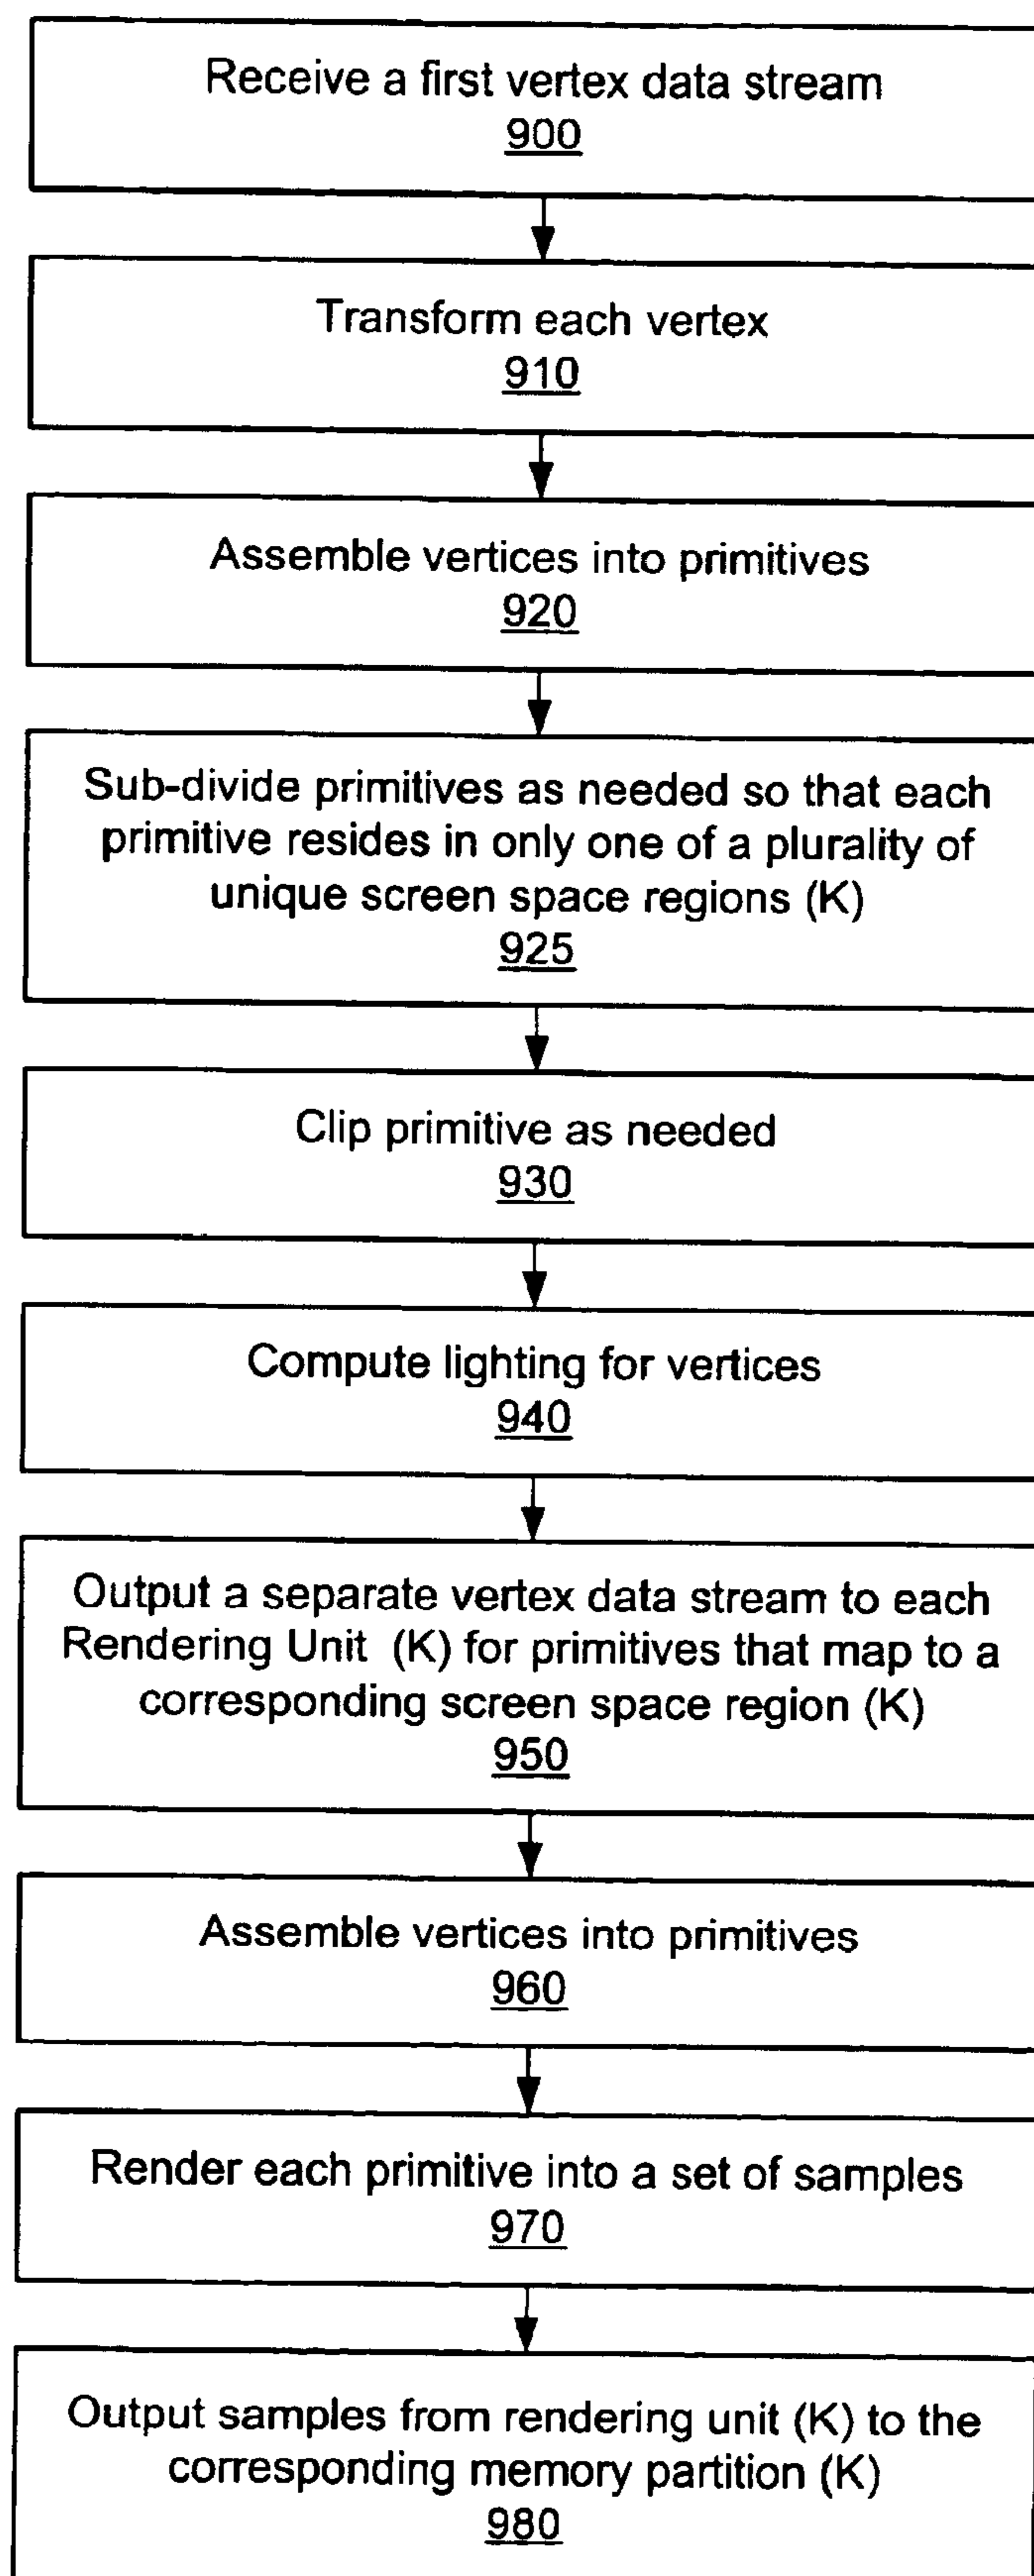 Receive a first vertex data stream
900
Transform each vertex
910
Assemble vertices into primitives
920
Sub-divide primitives as needed so that each
primitive resides in only one of a plurality of
unique screen space regions (K)
925
Clip primitive as needed
930
Compute lighting for vertices
940
Output a separate vertex data stream to each
Rendering Unit (K) for primitives that map to a
corresponding screen space region (K)
950
Assemble vertices into primitives
960
Render each primitive into a set of samples
970
Output samples from rendering unit (K) to the
corresponding memory partition (K)
980